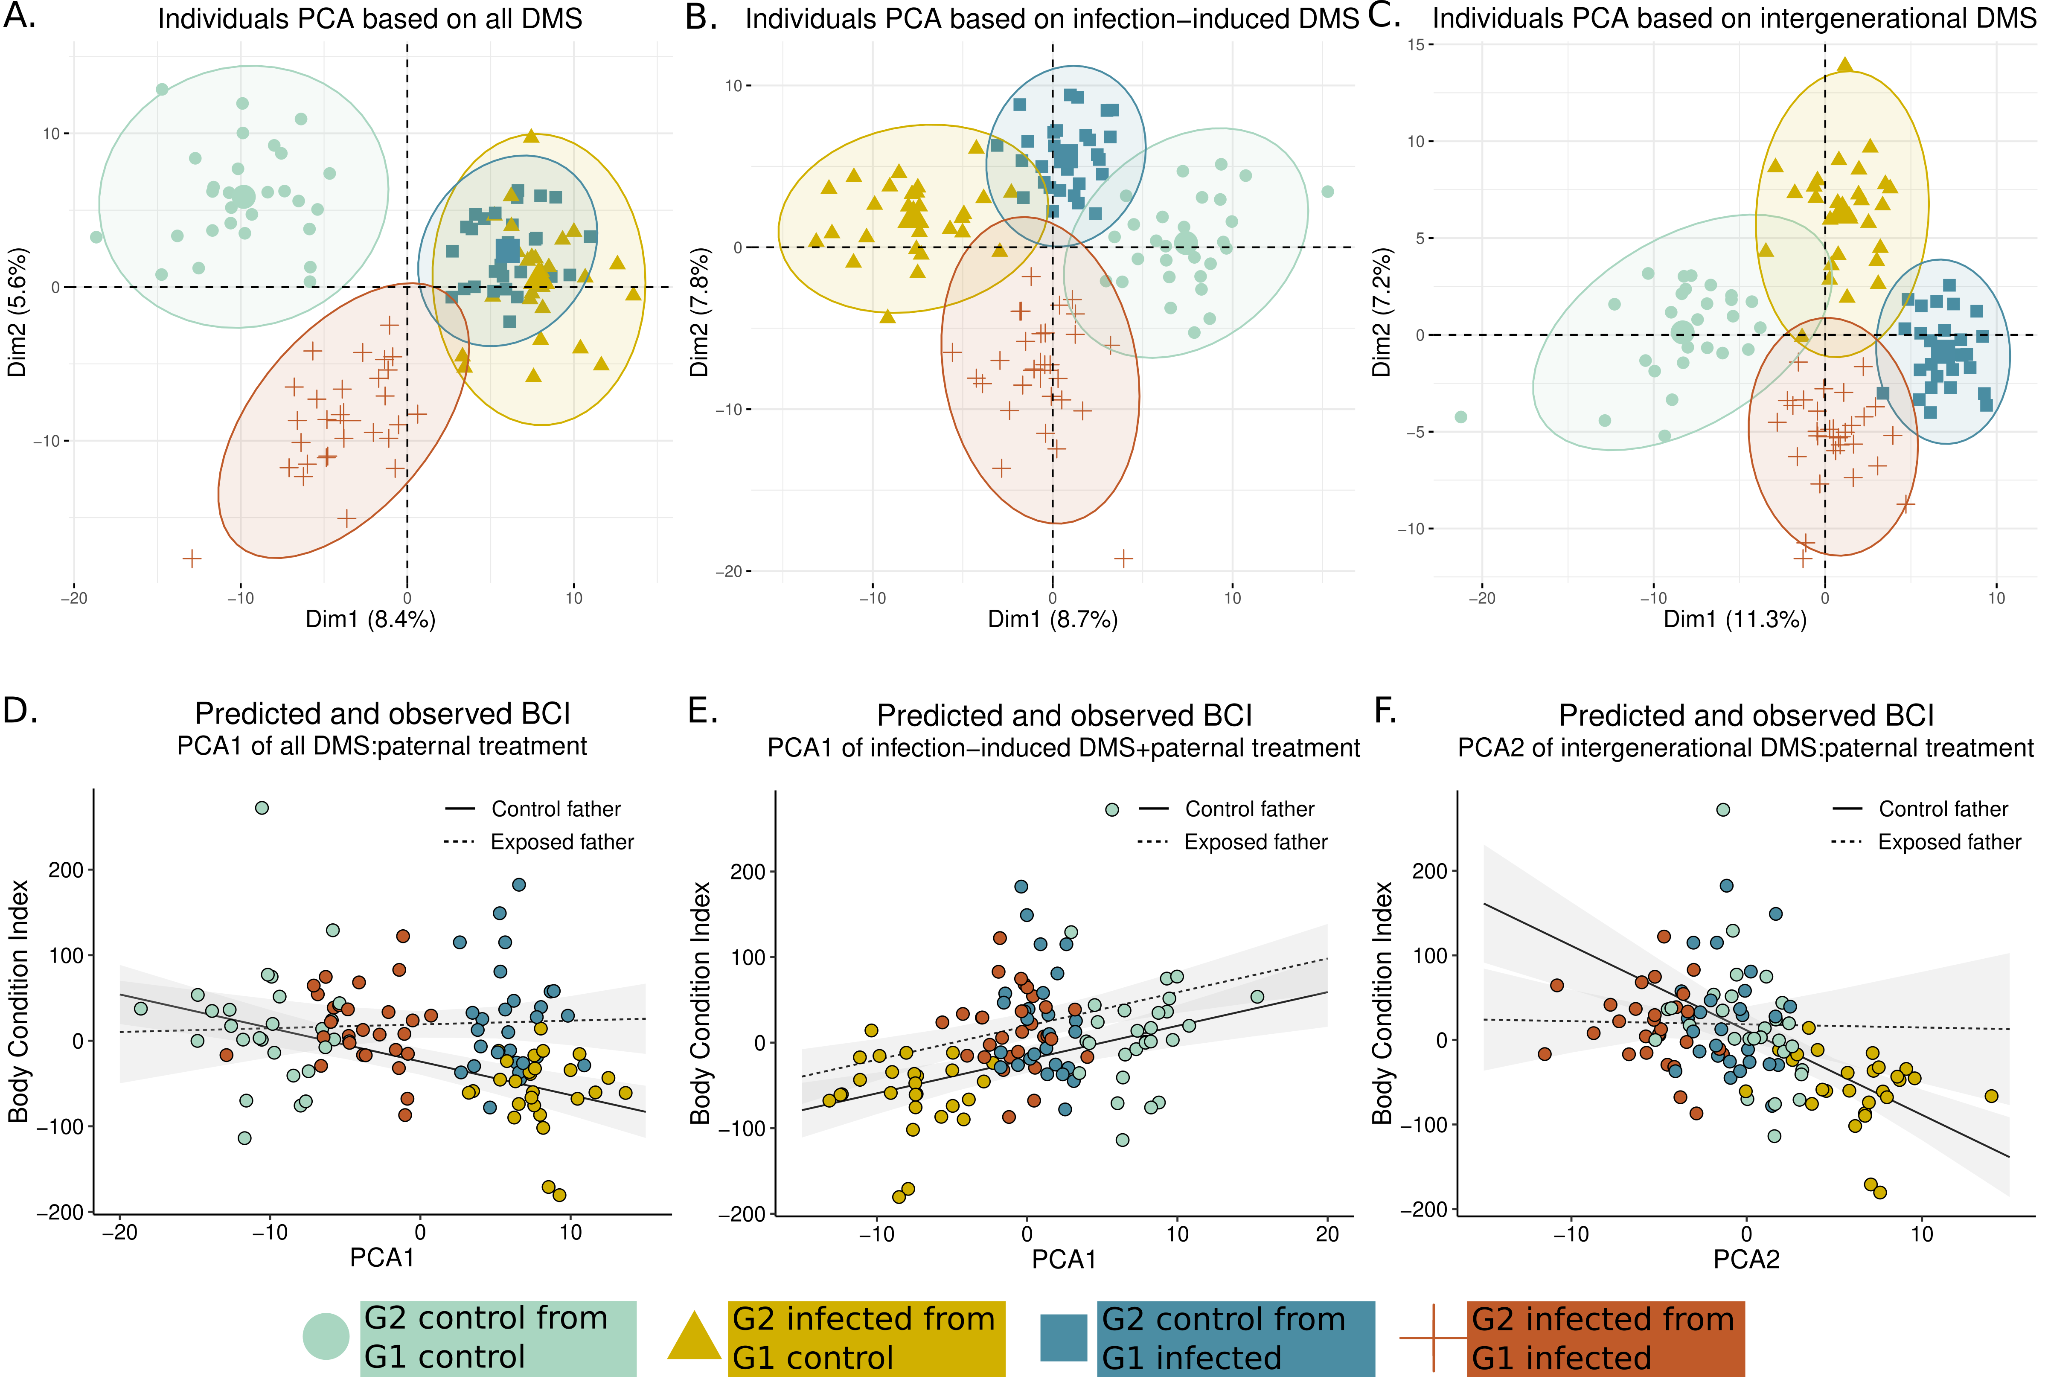 A.
Individuals PCA based on all DMS
10
0
−10
−20
−10
0
10
Dim2 (5.6%)
Dim1 (8.4%)
B.
Individuals PCA based on infection−induced DMS
10
0
−10
−20
−10
0
10
Dim2 (7.8%)
Dim1 (8.7%)
C.
Individuals PCA based on intergenerational DMS
15
10
5
0
−5
−10
−20
−10
0
10
Dim2 (7.2%)
Dim1 (11.3%)
D.
Predicted and observed BCI
PCA1 of all DMS:paternal treatment
Control father
Exposed father
200
100
0
−100
−200
−20
−10
0
10
Body Condition Index
PCA1
E.
Predicted and observed BCI
PCA1 of infection−induced DMS+paternal treatment
Control father
Exposed father
200
100
0
−100
−200
−10
0
10
20
Body Condition Index
PCA1
F.
Predicted and observed BCI
PCA2 of intergenerational DMS:paternal treatment
Control father
Exposed father
200
100
0
−100
−200
−10
0
10
Body Condition Index
PCA2
G2 control from
G1 control
G2 infected from
G1 control
G2 control from
G1 infected
G2 infected from
G1 infected